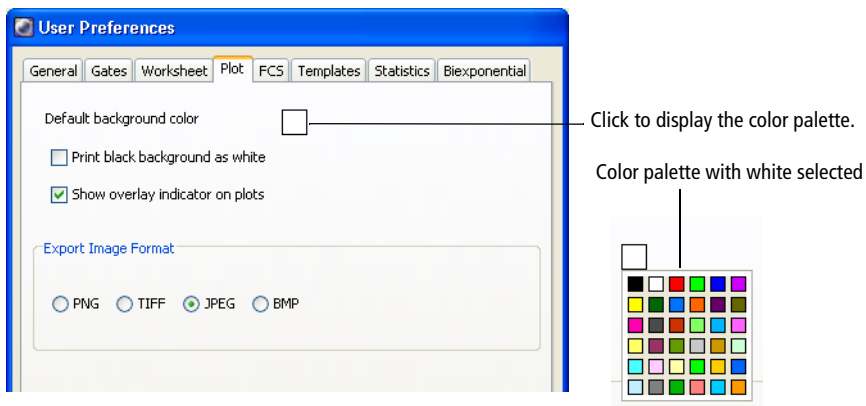 User Preferences
General Gates Worksheet Plot FCS Templates Statistics Biexponential
Default background color
Click to display the color palette.
Print black background as white
Color palette with white selected
Show overlay indicator on plots
Export Image Format
PNG TIFF JPEG BMP